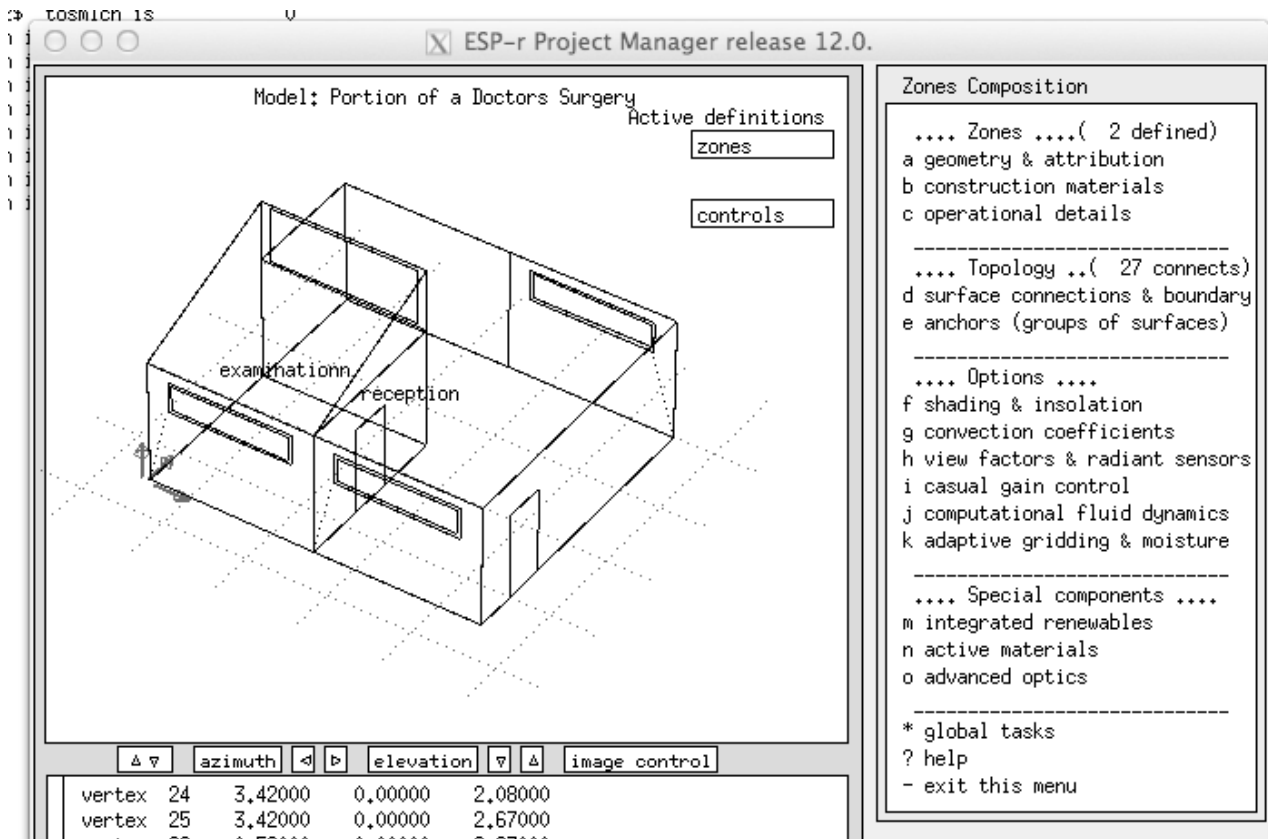 tosmich is 0
X ESP-r Project Manager release 12.0.
Model: Portion of a Doctors Surgery
Active definitions
zones
controls
examinationn
reception
azimuth
elevation
image control
vertex 24 3.42000 0.00000 2.08000
vertex 25 3.42000 0.00000 2.67000
Zones Composition
.... Zones ....( 2 defined)
a geometry & attribution
b construction materials
c operational details
.... Topology ..( 27 connects)
d surface connections & boundary
e anchors (groups of surfaces)
.... Options ....
f shading & insolation
g convection coefficients
h view factors & radiant sensors
i casual gain control
j computational fluid dynamics
k adaptive gridding & moisture
.... Special components ....
m integrated renewables
n active materials
o advanced optics
* global tasks
? help
- exit this menu